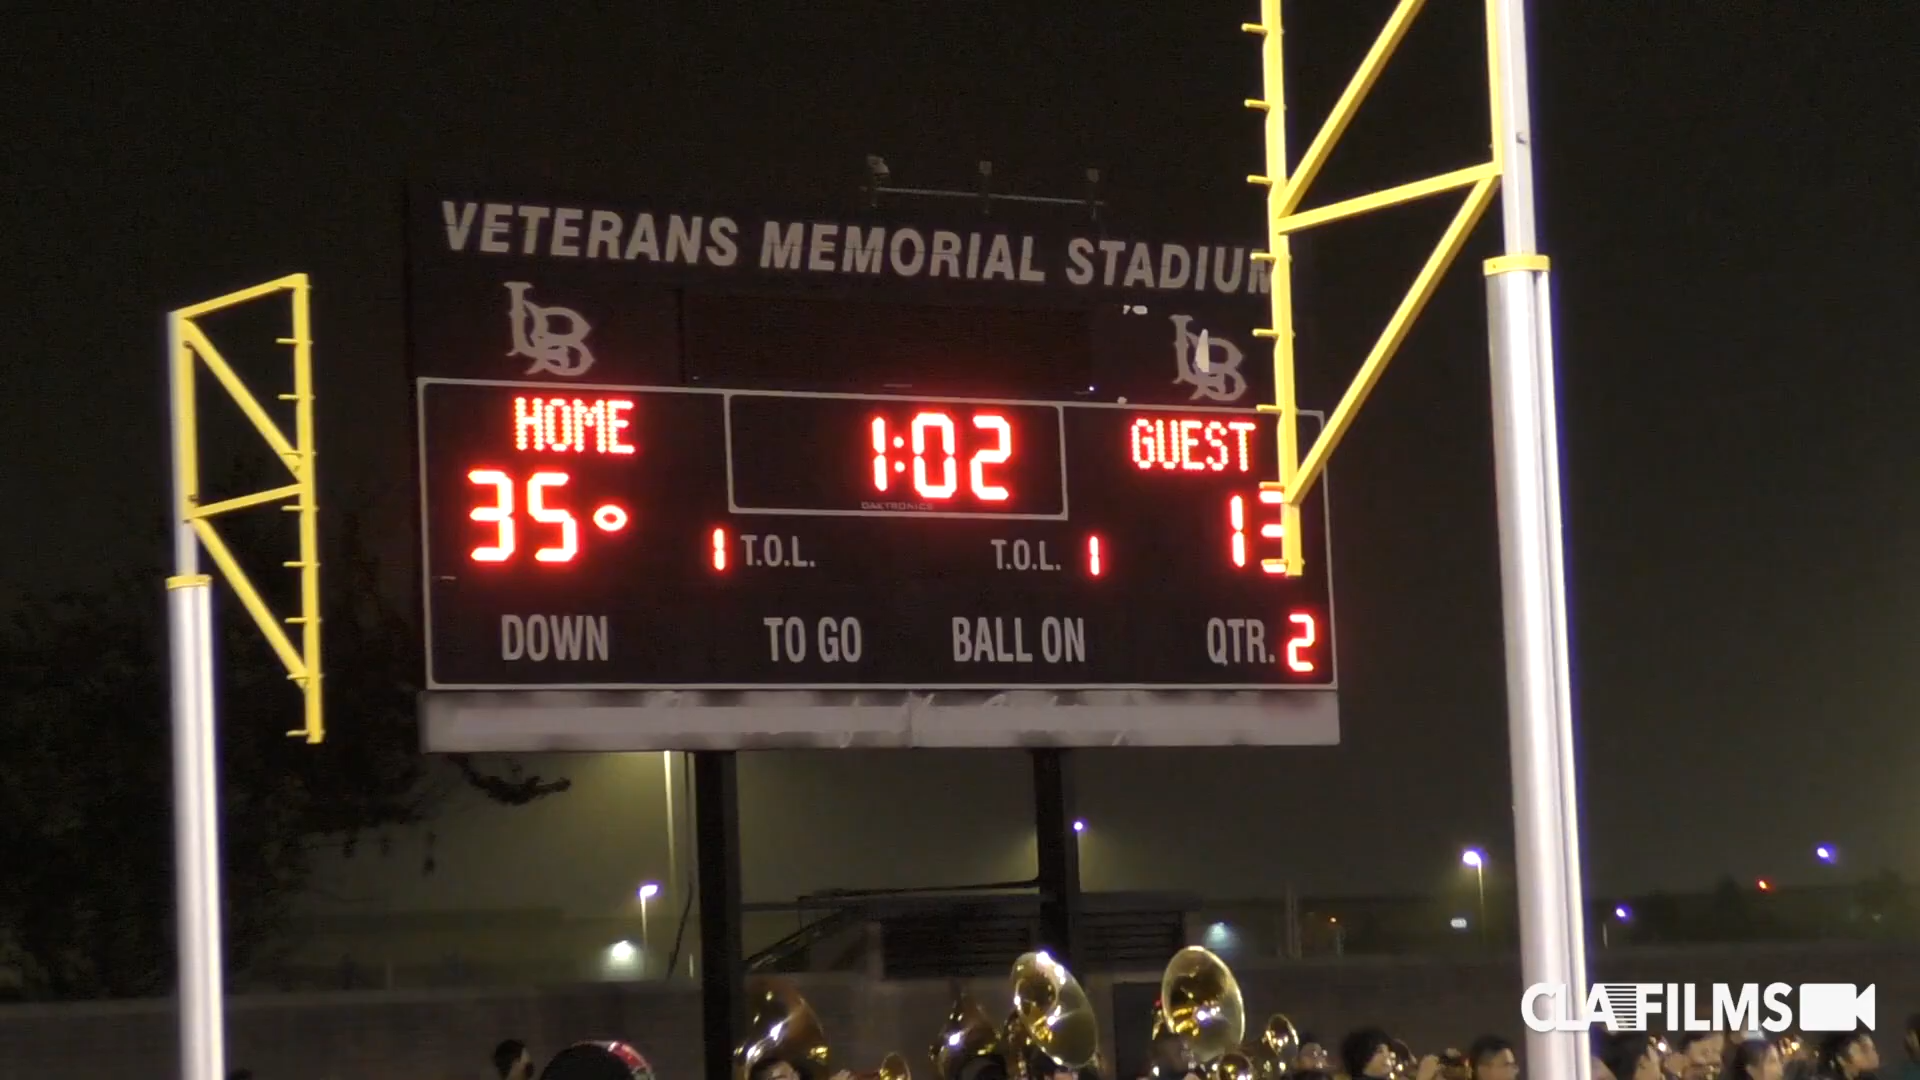 VETERANS MEMORIAL STADIUM
LB LB
HOME 1:02 GUEST
DAKTRONICS
35 13
1 T.O.L. T.O.L. 1
DOWN TO GO BALL ON QTR. 2
CLAFILMS